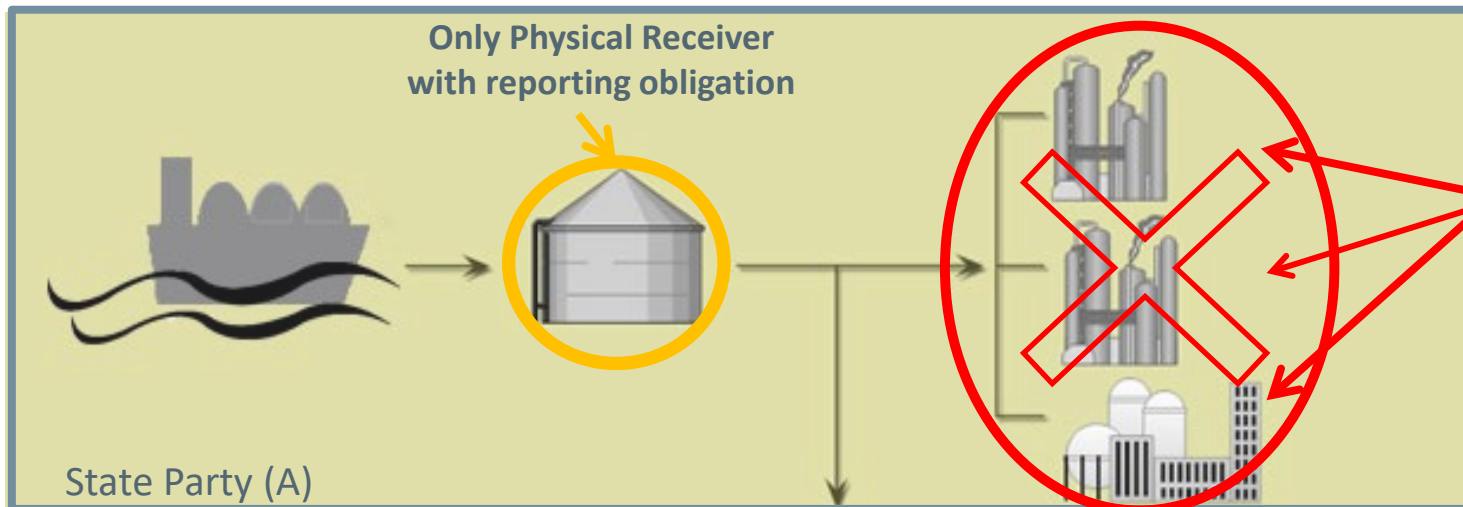 Only Physical Receiver
with reporting obligation
State Party (A)